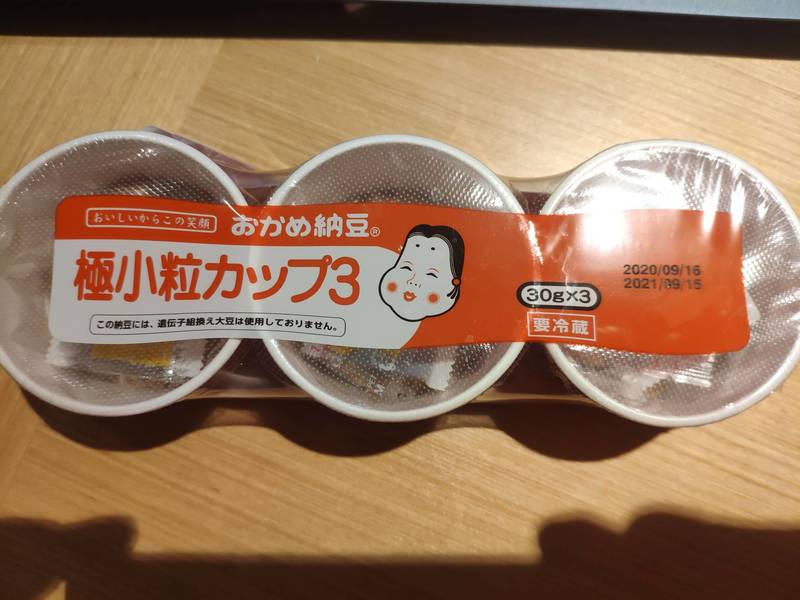 おいしいからこの笑顔
おかめ納豆®
極小粒カップ3
この納豆には、遺伝子組換え大豆は使用しておりません。
30g×3
要冷蔵
2020/09/16
2021/09/15